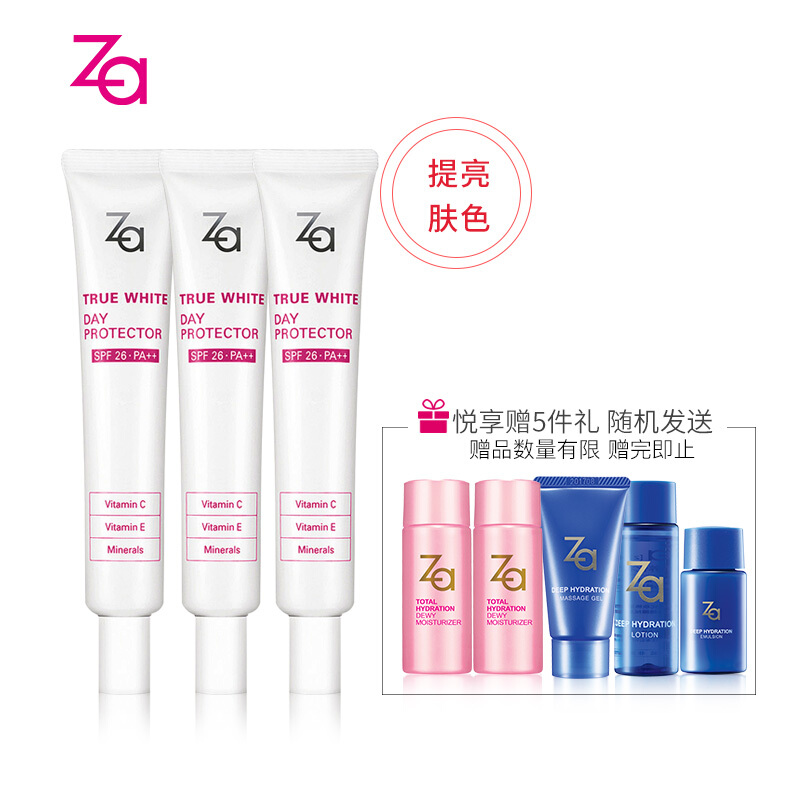 Za
提亮
肤色
Za
TRUE WHITE
DAY
PROTECTOR
SPF 26·PA++
Vitamin C
Vitamin E
Minerals
Za
TRUE WHITE
DAY
PROTECTOR
SPF 26·PA++
Vitamin C
Vitamin E
Minerals
Za
TRUE WHITE
DAY
PROTECTOR
SPF 26·PA++
Vitamin C
Vitamin E
Minerals
悦享赠5件礼 随机发送
赠品数量有限 赠完即止
Za
TOTAL
HYDRATION
DEWY
MOISTURIZER
Za
TOTAL
HYDRATION
DEWY
MOISTURIZER
Za
DEEP HYDRATION
MASSAGE GEL
Za
DEEP HYDRATION
LOTION
Za
DEEP HYDRATION
EMULSION